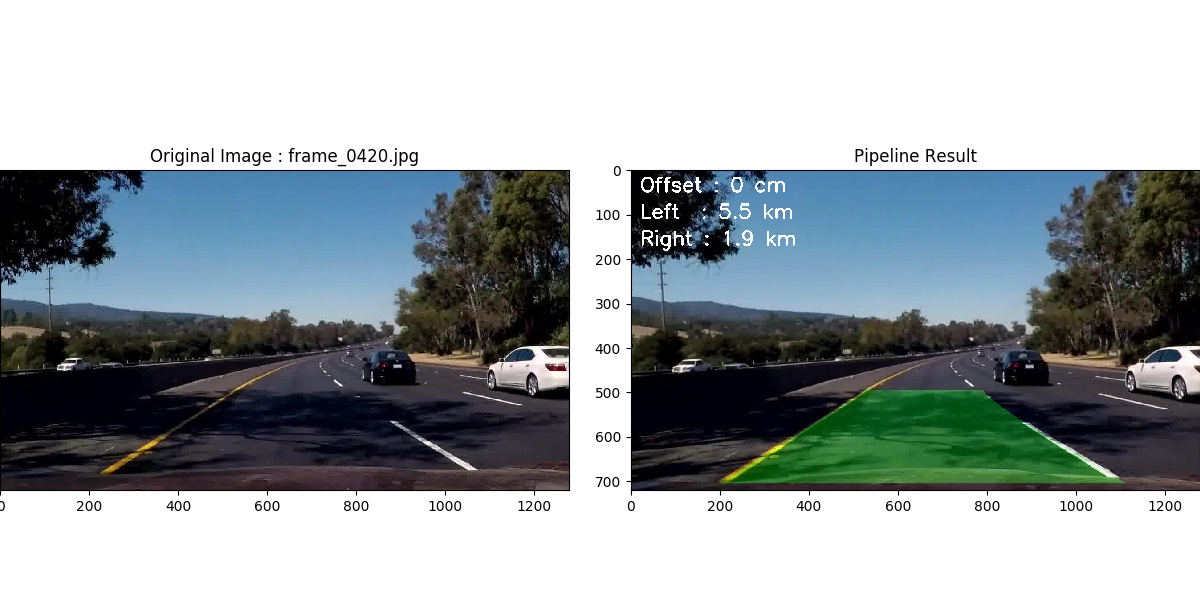 Original Image : frame_0420.jpg
Pipeline Result
Offset : 0 cm
Left : 5.5 km
Right : 1.9 km
0
100
200
300
400
500
600
700
0 200 400 600 800 1000 1200
0 200 400 600 800 1000 1200